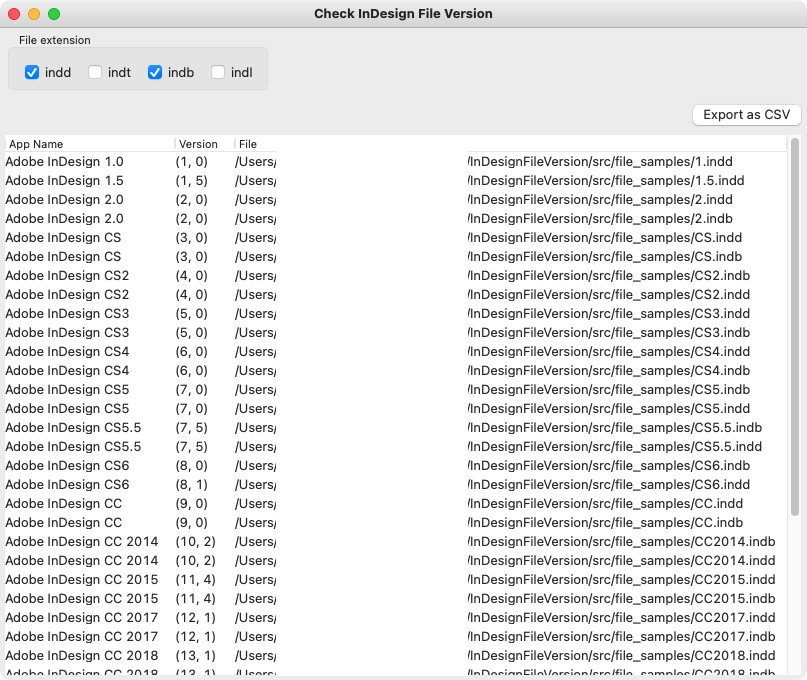 Check InDesign File Version
File extension
indd indt indb indl
Export as CSV
App Name Version File
Adobe InDesign 1.0 (1, 0) /Users/ /InDesignFileVersion/src/file_samples/1.indd
Adobe InDesign 1.5 (1, 5) /Users/ /InDesignFileVersion/src/file_samples/1.5.indd
Adobe InDesign 2.0 (2, 0) /Users/ /InDesignFileVersion/src/file_samples/2.indd
Adobe InDesign 2.0 (2, 0) /Users/ /InDesignFileVersion/src/file_samples/2.indb
Adobe InDesign CS (3, 0) /Users/ /InDesignFileVersion/src/file_samples/CS.indd
Adobe InDesign CS (3, 0) /Users/ /InDesignFileVersion/src/file_samples/CS.indb
Adobe InDesign CS2 (4, 0) /Users/ /InDesignFileVersion/src/file_samples/CS2.indb
Adobe InDesign CS2 (4, 0) /Users/ /InDesignFileVersion/src/file_samples/CS2.indd
Adobe InDesign CS3 (5, 0) /Users/ /InDesignFileVersion/src/file_samples/CS3.indd
Adobe InDesign CS3 (5, 0) /Users/ /InDesignFileVersion/src/file_samples/CS3.indb
Adobe InDesign CS4 (6, 0) /Users/ /InDesignFileVersion/src/file_samples/CS4.indd
Adobe InDesign CS4 (6, 0) /Users/ /InDesignFileVersion/src/file_samples/CS4.indb
Adobe InDesign CS5 (7, 0) /Users/ /InDesignFileVersion/src/file_samples/CS5.indb
Adobe InDesign CS5 (7, 0) /Users/ /InDesignFileVersion/src/file_samples/CS5.indd
Adobe InDesign CS5.5 (7, 5) /Users/ /InDesignFileVersion/src/file_samples/CS5.5.indb
Adobe InDesign CS5.5 (7, 5) /Users/ /InDesignFileVersion/src/file_samples/CS5.5.indd
Adobe InDesign CS6 (8, 0) /Users/ /InDesignFileVersion/src/file_samples/CS6.indb
Adobe InDesign CS6 (8, 1) /Users/ /InDesignFileVersion/src/file_samples/CS6.indd
Adobe InDesign CC (9, 0) /Users/ /InDesignFileVersion/src/file_samples/CC.indd
Adobe InDesign CC (9, 0) /Users/ /InDesignFileVersion/src/file_samples/CC.indb
Adobe InDesign CC 2014 (10, 2) /Users/ /InDesignFileVersion/src/file_samples/CC2014.indb
Adobe InDesign CC 2014 (10, 2) /Users/ /InDesignFileVersion/src/file_samples/CC2014.indd
Adobe InDesign CC 2015 (11, 4) /Users/ /InDesignFileVersion/src/file_samples/CC2015.indd
Adobe InDesign CC 2015 (11, 4) /Users/ /InDesignFileVersion/src/file_samples/CC2015.indb
Adobe InDesign CC 2017 (12, 1) /Users/ /InDesignFileVersion/src/file_samples/CC2017.indd
Adobe InDesign CC 2017 (12, 1) /Users/ /InDesignFileVersion/src/file_samples/CC2017.indb
Adobe InDesign CC 2018 (13, 1) /Users/ /InDesignFileVersion/src/file_samples/CC2018.indd
Adobe InDesign CC 2018 (13, 1) /Users/ /InDesignFileVersion/src/file_samples/CC2018.indb